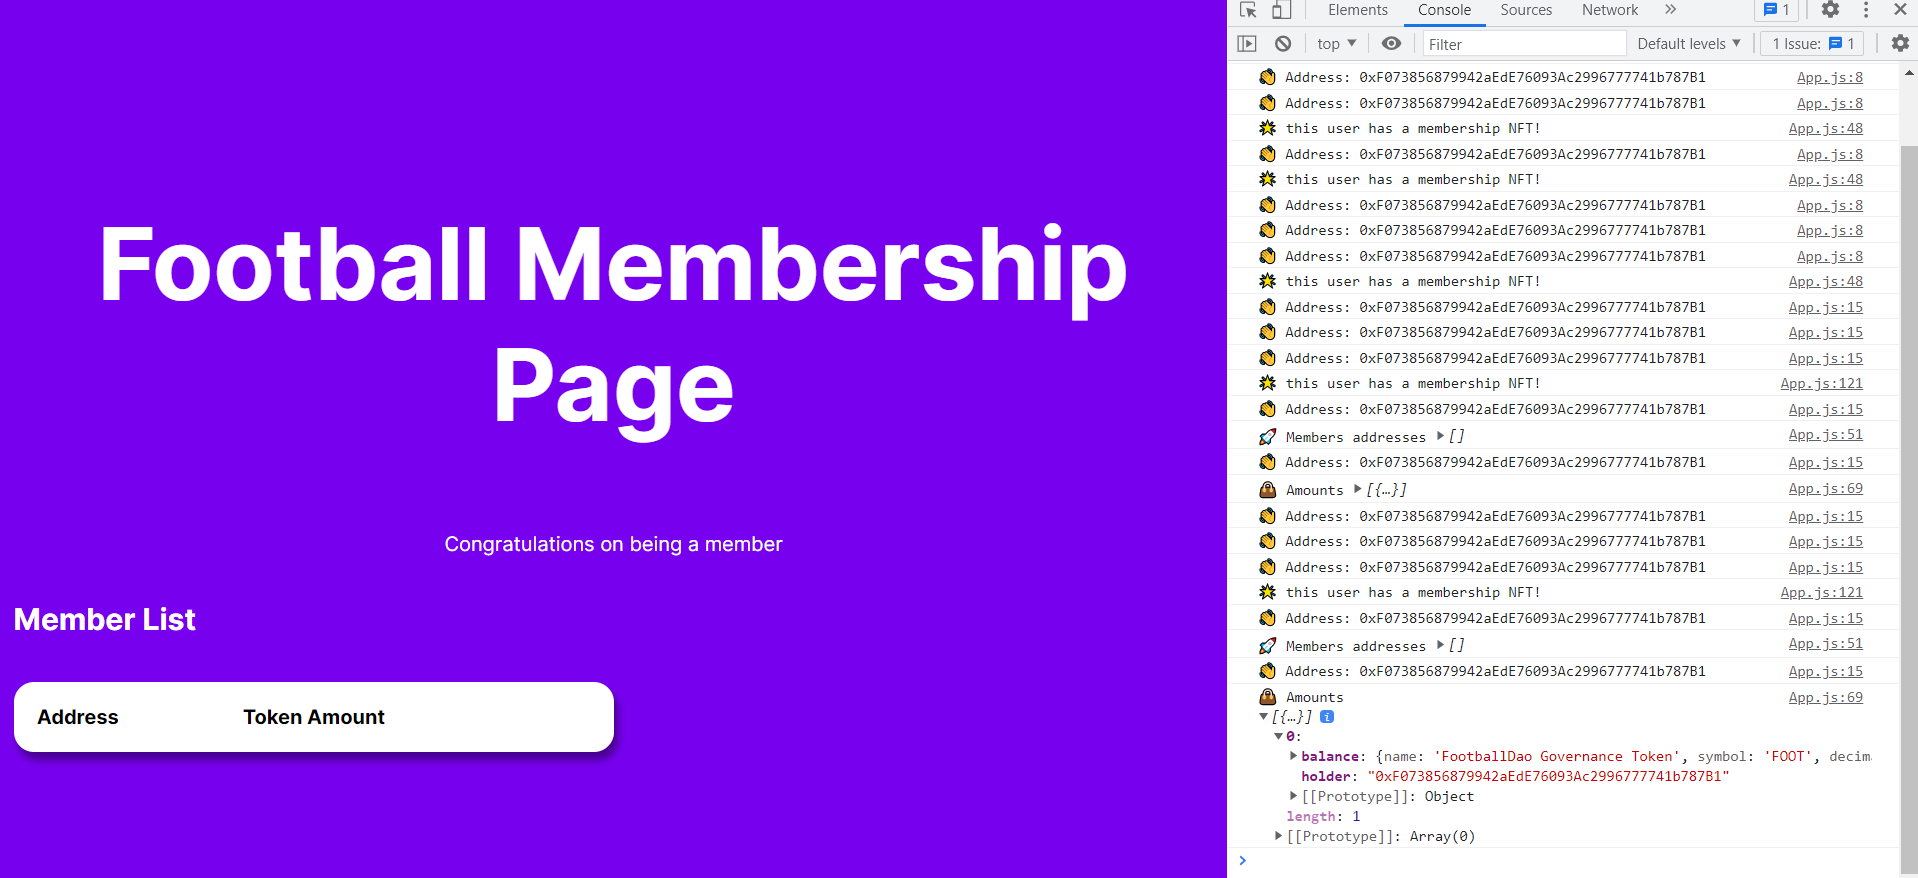 Football Membership
Page
Congratulations on being a member
Member List
Address Token Amount
Elements Console Sources Network » 1
top Filter Default levels 1 Issue: 1
👋 Address: 0xF073856879942aEdE76093Ac2996777741b787B1 App.js:8
👋 Address: 0xF073856879942aEdE76093Ac2996777741b787B1 App.js:8
🌟 this user has a membership NFT! App.js:48
👋 Address: 0xF073856879942aEdE76093Ac2996777741b787B1 App.js:8
🌟 this user has a membership NFT! App.js:48
👋 Address: 0xF073856879942aEdE76093Ac2996777741b787B1 App.js:8
👋 Address: 0xF073856879942aEdE76093Ac2996777741b787B1 App.js:8
👋 Address: 0xF073856879942aEdE76093Ac2996777741b787B1 App.js:8
🌟 this user has a membership NFT! App.js:48
👋 Address: 0xF073856879942aEdE76093Ac2996777741b787B1 App.js:15
👋 Address: 0xF073856879942aEdE76093Ac2996777741b787B1 App.js:15
👋 Address: 0xF073856879942aEdE76093Ac2996777741b787B1 App.js:15
🌟 this user has a membership NFT! App.js:121
👋 Address: 0xF073856879942aEdE76093Ac2996777741b787B1 App.js:15
🚀 Members addresses ▶ [] App.js:51
👋 Address: 0xF073856879942aEdE76093Ac2996777741b787B1 App.js:15
👜 Amounts ▶ [{…}] App.js:69
👋 Address: 0xF073856879942aEdE76093Ac2996777741b787B1 App.js:15
👋 Address: 0xF073856879942aEdE76093Ac2996777741b787B1 App.js:15
👋 Address: 0xF073856879942aEdE76093Ac2996777741b787B1 App.js:15
🌟 this user has a membership NFT! App.js:121
👋 Address: 0xF073856879942aEdE76093Ac2996777741b787B1 App.js:15
🚀 Members addresses ▶ [] App.js:51
👋 Address: 0xF073856879942aEdE76093Ac2996777741b787B1 App.js:15
👜 Amounts App.js:69
▼ [{…}] i
▼ 0:
▶ balance: {name: 'FootballDao Governance Token', symbol: 'FOOT', decim
holder: "0xF073856879942aEdE76093Ac2996777741b787B1"
▶ [[Prototype]]: Object
length: 1
▶ [[Prototype]]: Array(0)
>